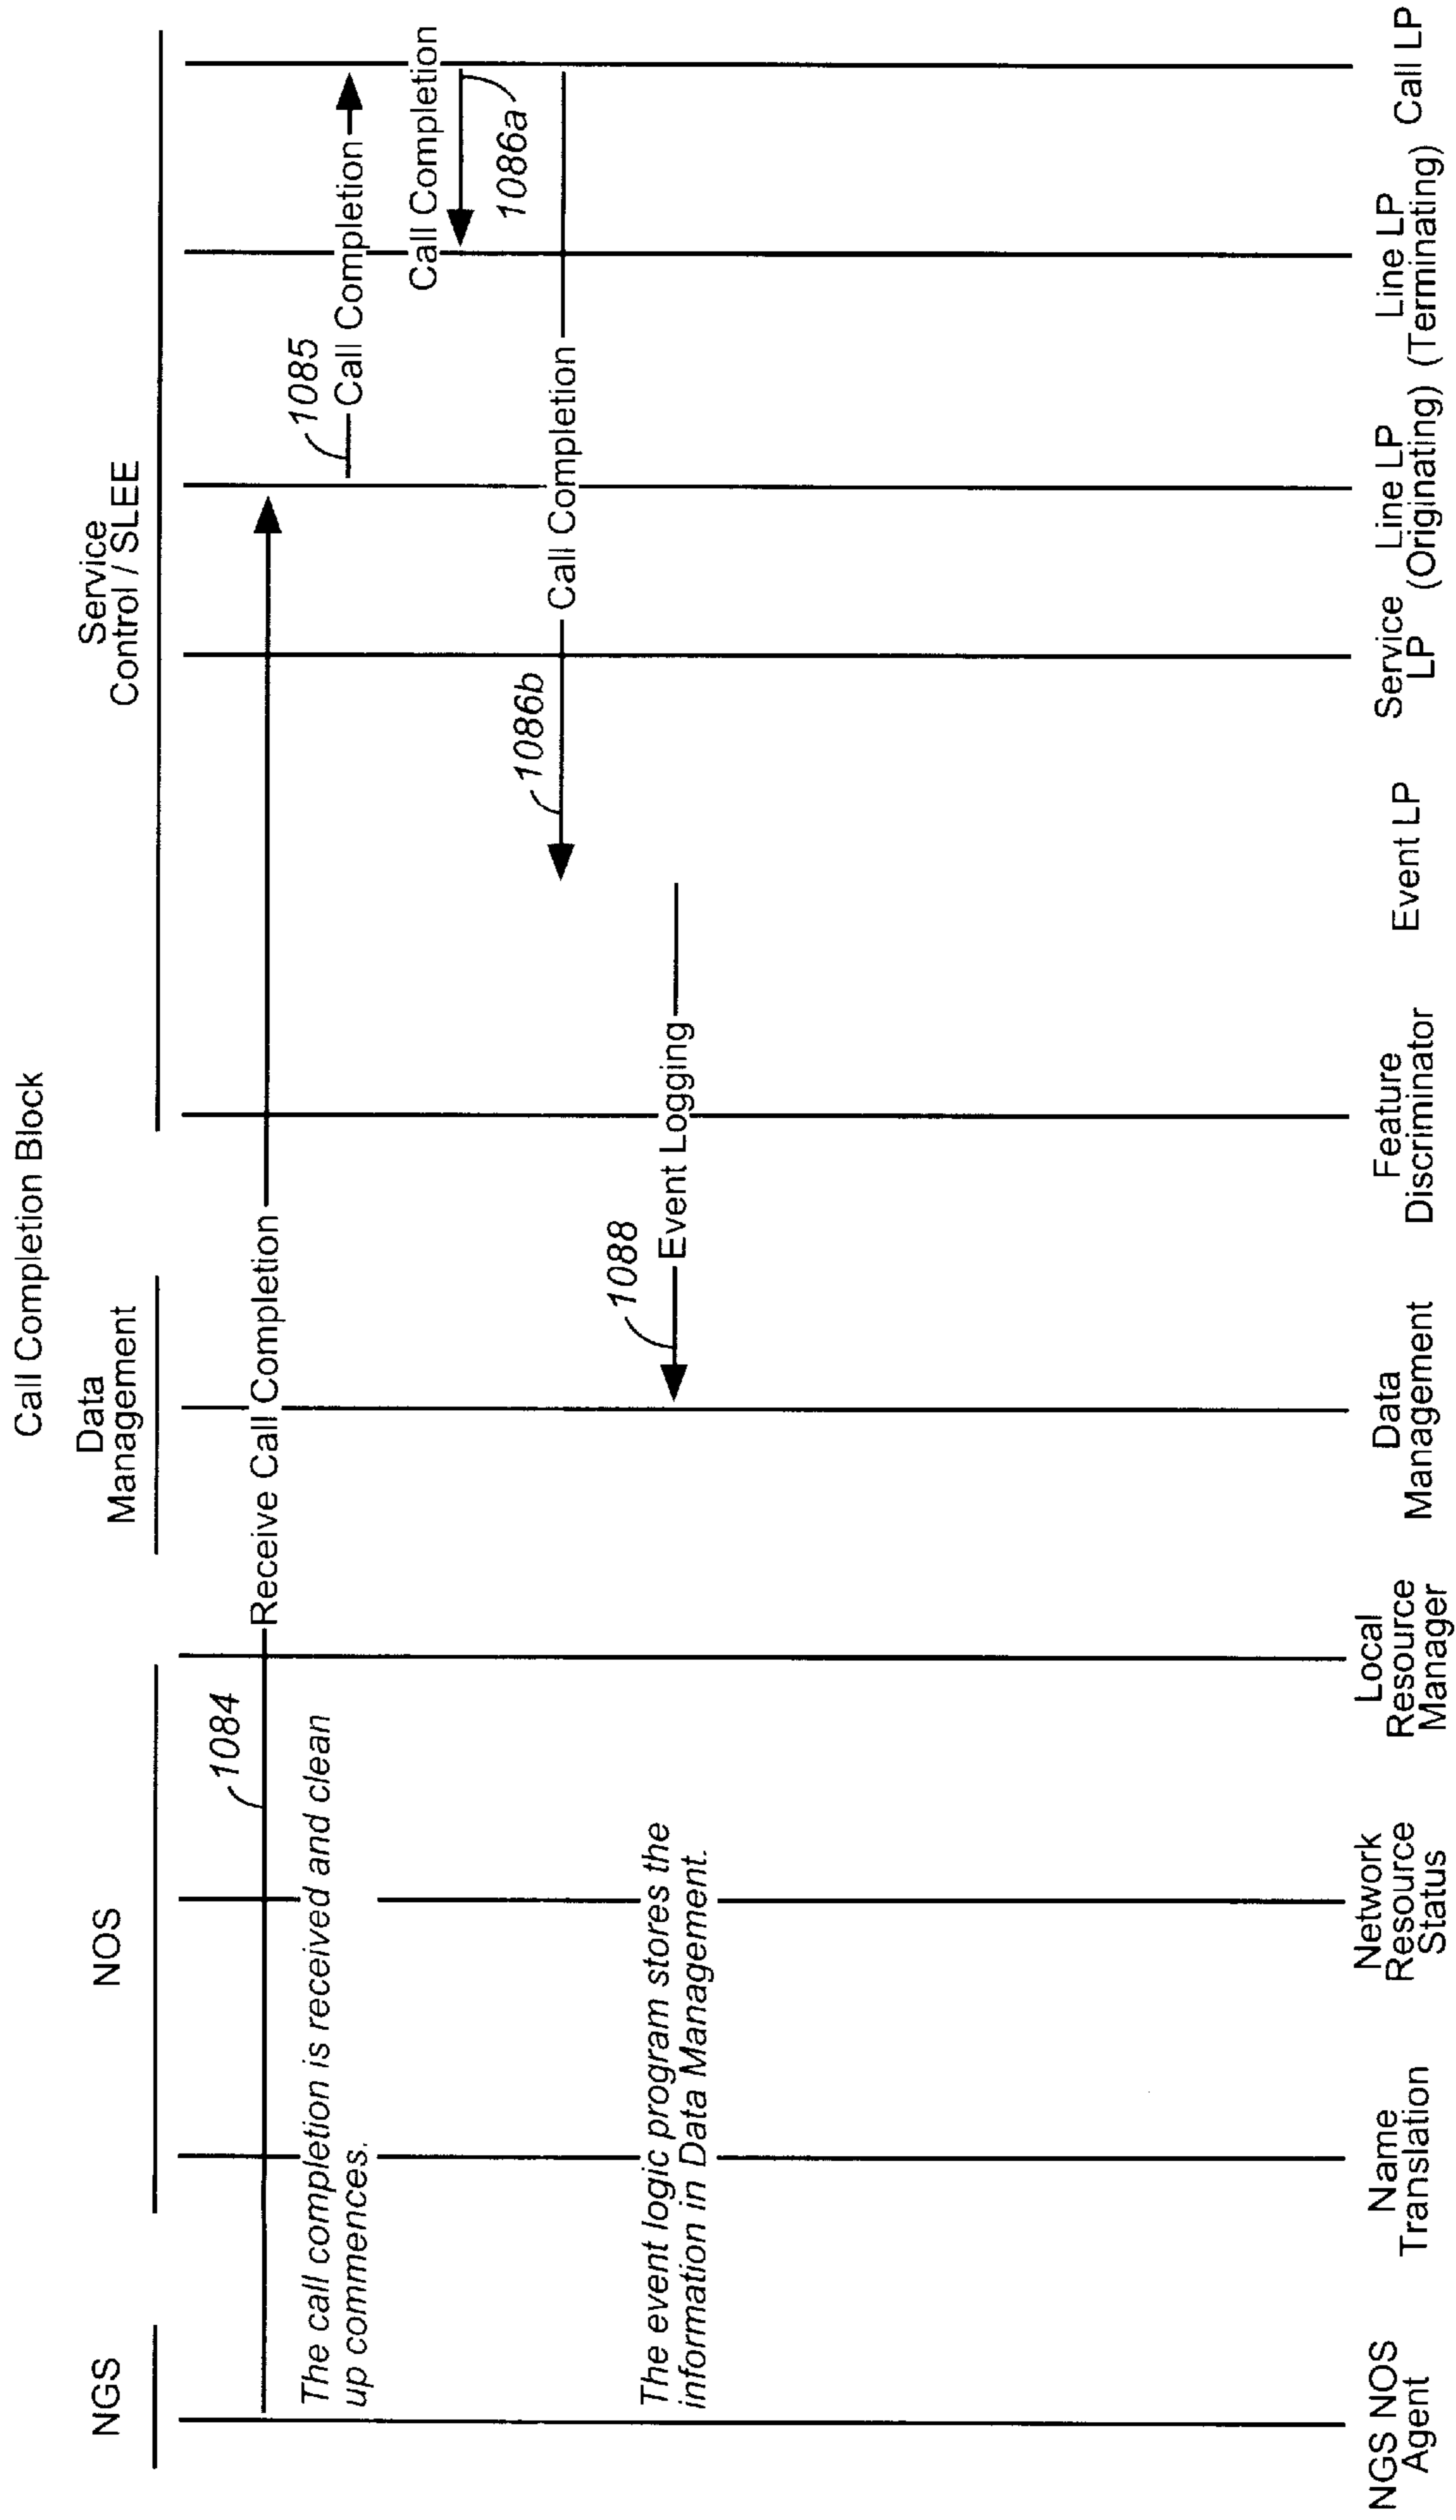 Call Completion Block
NGS
NOS
Data
Management
Service
Control / SLEE
1084
Receive Call Completion
The call completion is received and clean
up commences.
1085
Call Completion
Call Completion
1086a
1086b
Call Completion
1088
Event Logging
The event logic program stores the
information in Data Management.
NGS NOS
Agent
Name
Translation
Network
Resource
Status
Local
Resource
Manager
Data
Management
Feature
Discriminator
Event LP
Service
LP
Line LP
(Originating)
Line LP
(Terminating)
Call LP